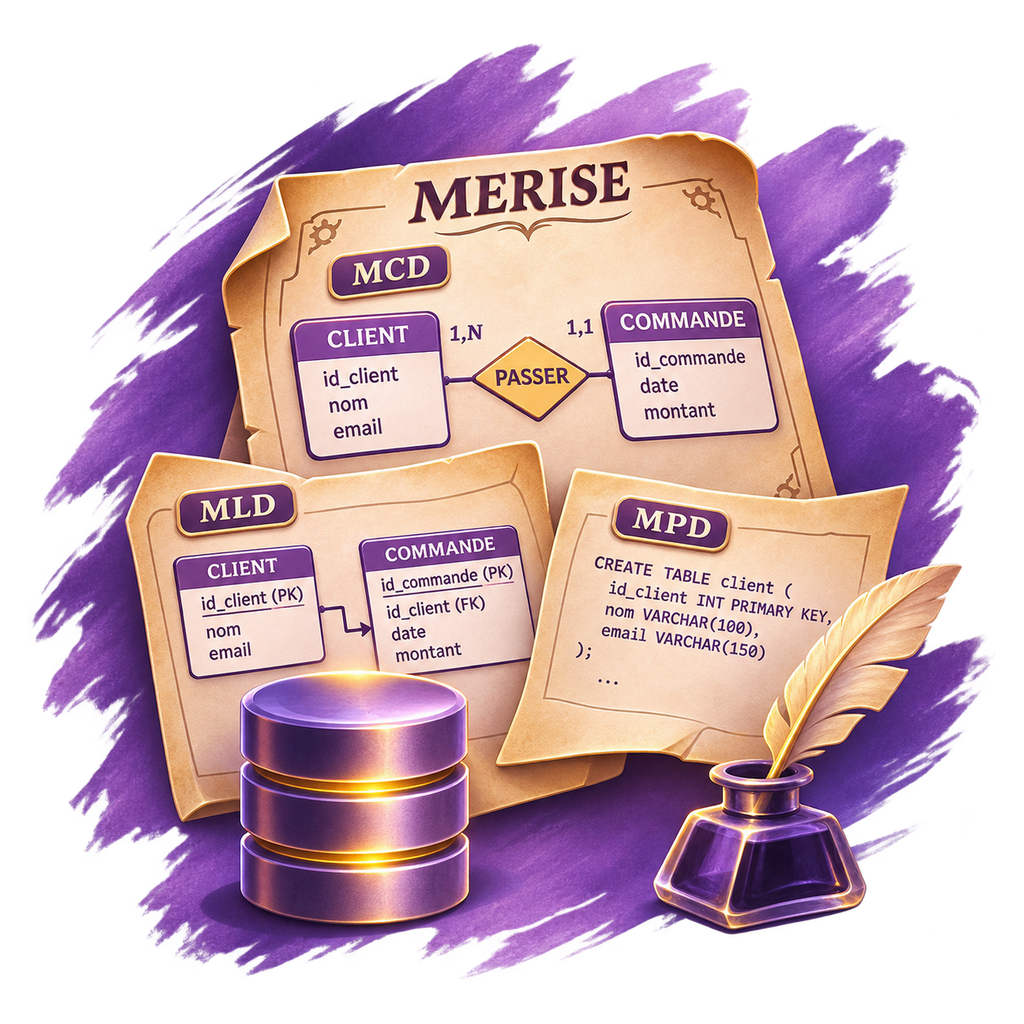 MERISE
MCD
CLIENT
id_client
nom
email
1,N
PASSER
1,1
COMMANDE
id_commande
date
montant
MLD
CLIENT
id_client (PK)
nom
email
COMMANDE
id_commande (PK)
id_client (FK)
date
montant
MPD
CREATE TABLE client (
id_client INT PRIMARY KEY,
nom VARCHAR(100),
email VARCHAR(150)
);
...